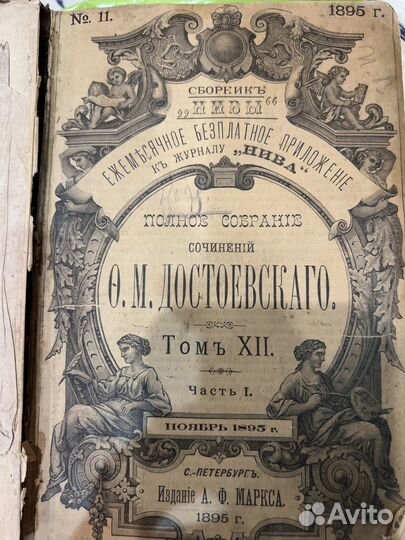 № 11.
1895 г.
СБОРНИКЪ
„НИВЫ“
ЕЖЕМѢСЯЧНОЕ БЕЗПЛАТНОЕ ПРИЛОЖЕНІЕ
КЪ ЖУРНАЛУ „НИВА“
ПОЛНОЕ СОБРАНІЕ
СОЧИНЕНІЙ
Ѳ. М. ДОСТОЕВСКАГО.
ТОМЪ XII.
Часть I.
НОЯБРЬ 1895 г.
С.-ПЕТЕРБУРГЪ.
Изданіе А. Ф. МАРКСА.
1895 г.
Avito